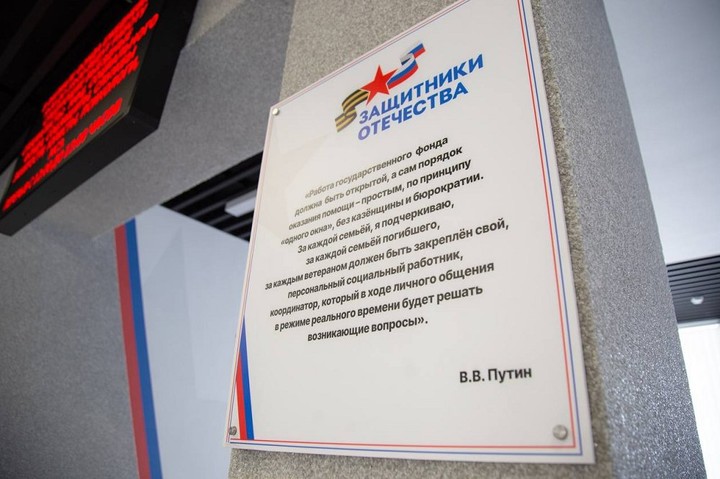 ЗАЩИТНИКИ
ОТЕЧЕСТВА
«Работа государственного фонда
должна быть открытой, а сам порядок
оказания помощи – простым, по принципу
«одного окна», без казёнщины и бюрократии.
За каждой семьёй, я подчеркиваю,
за каждой семьёй погибшего,
за каждым ветераном должен быть закреплён свой,
персональный социальный работник,
координатор, который в ходе личного общения
в режиме реального времени будет решать
возникающие вопросы».
В.В. Путин